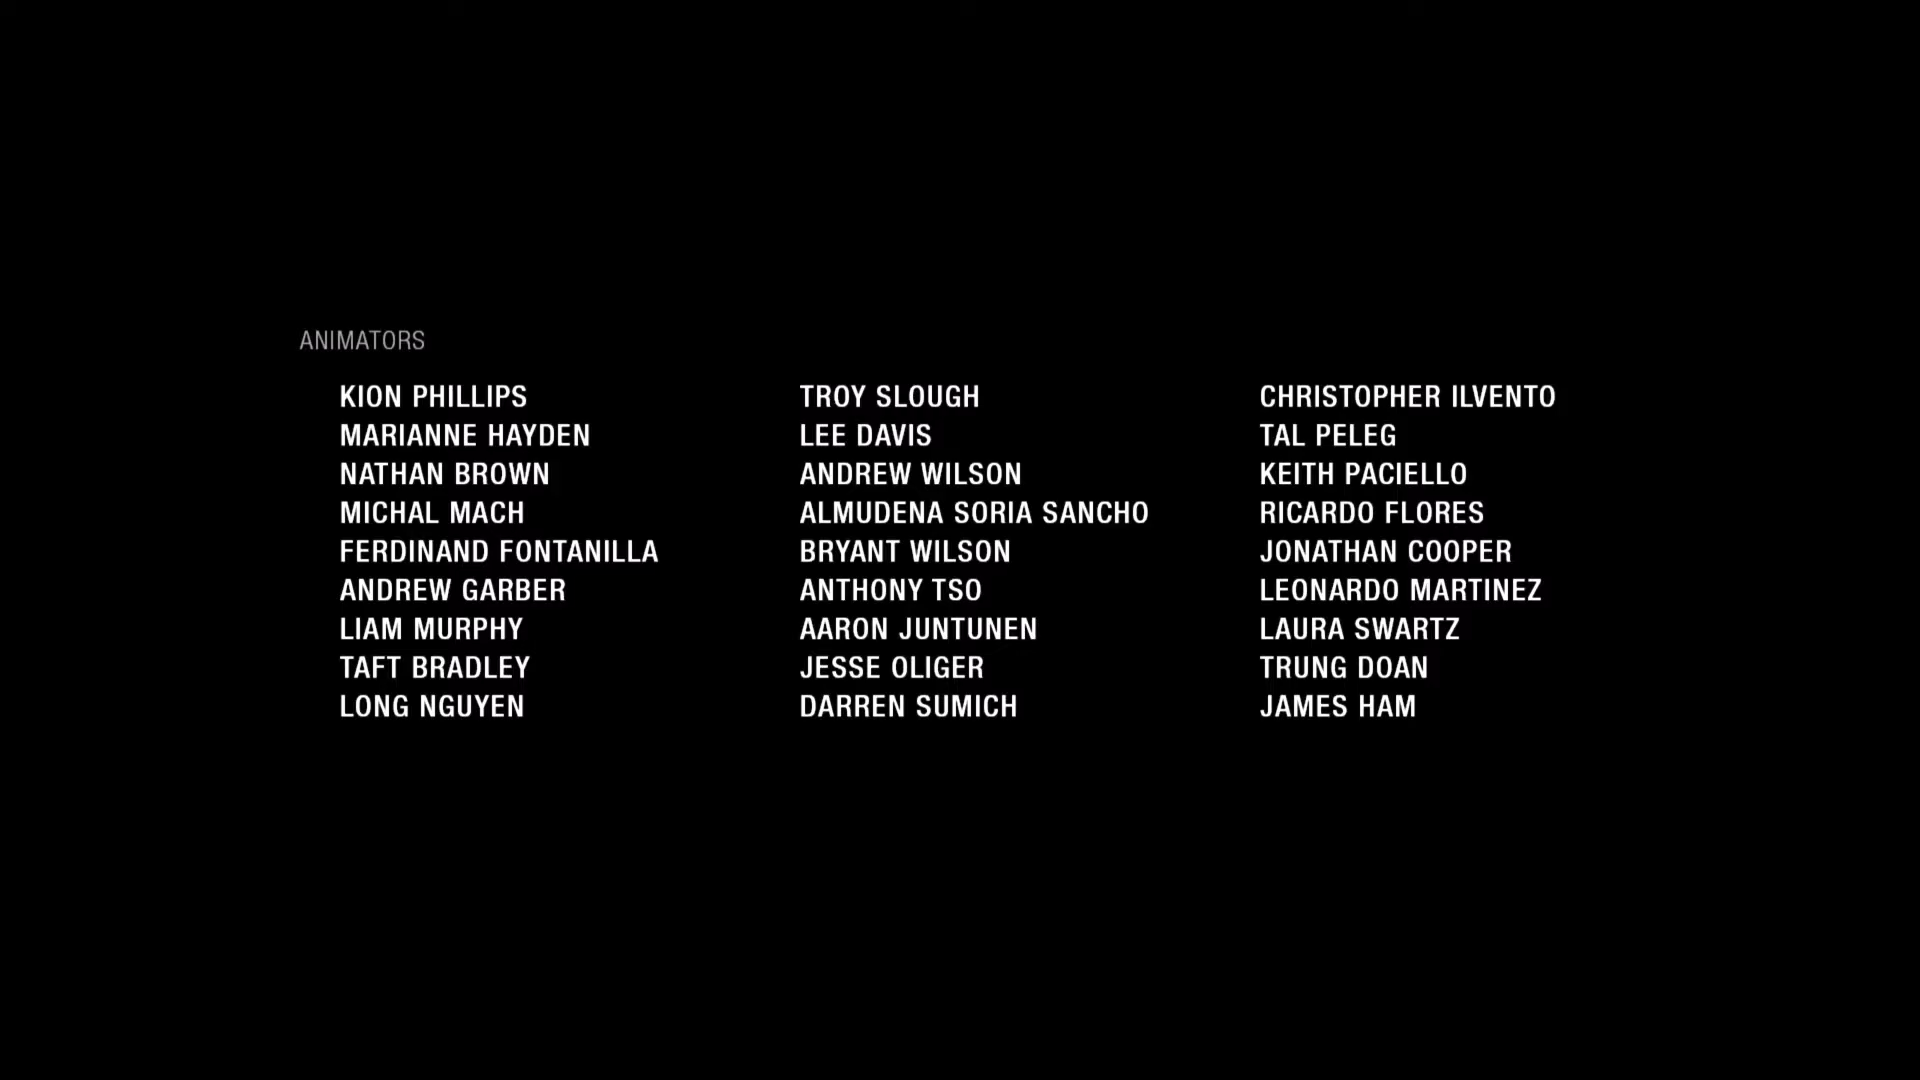 ANIMATORS
KION PHILLIPS
MARIANNE HAYDEN
NATHAN BROWN
MICHAL MACH
FERDINAND FONTANILLA
ANDREW GARBER
LIAM MURPHY
TAFT BRADLEY
LONG NGUYEN
TROY SLOUGH
LEE DAVIS
ANDREW WILSON
ALMUDENA SORIA SANCHO
BRYANT WILSON
ANTHONY TSO
AARON JUNTUNEN
JESSE OLIGER
DARREN SUMICH
CHRISTOPHER ILVENTO
TAL PELEG
KEITH PACIELLO
RICARDO FLORES
JONATHAN COOPER
LEONARDO MARTINEZ
LAURA SWARTZ
TRUNG DOAN
JAMES HAM